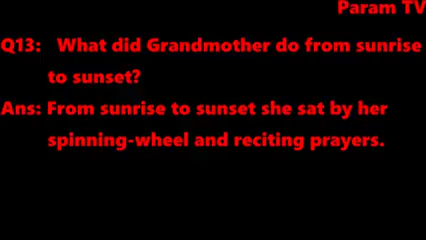 Param TV
Q13: What did Grandmother do from sunrise
to sunset?
Ans: From sunrise to sunset she sat by her
spinning-wheel and reciting prayers.